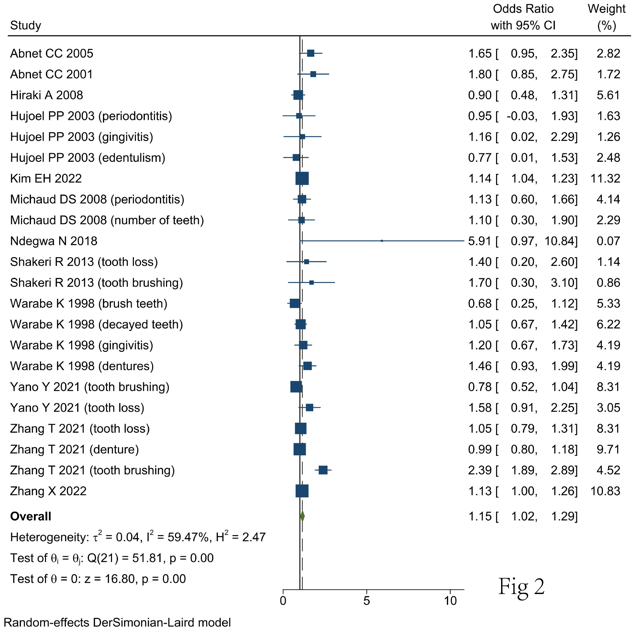 Odds Ratio Weight
Study with 95% CI (%)
Abnet CC 2005 1.65 [ 0.95, 2.35] 2.82
Abnet CC 2001 1.80 [ 0.85, 2.75] 1.72
Hiraki A 2008 0.90 [ 0.48, 1.31] 5.61
Hujoel PP 2003 (periodontitis) 0.95 [ -0.03, 1.93] 1.63
Hujoel PP 2003 (gingivitis) 1.16 [ 0.02, 2.29] 1.26
Hujoel PP 2003 (edentulism) 0.77 [ 0.01, 1.53] 2.48
Kim EH 2022 1.14 [ 1.04, 1.23] 11.32
Michaud DS 2008 (periodontitis) 1.13 [ 0.60, 1.66] 4.14
Michaud DS 2008 (number of teeth) 1.10 [ 0.30, 1.90] 2.29
Ndegwa N 2018 5.91 [ 0.97, 10.84] 0.07
Shakeri R 2013 (tooth loss) 1.40 [ 0.20, 2.60] 1.14
Shakeri R 2013 (tooth brushing) 1.70 [ 0.30, 3.10] 0.86
Warabe K 1998 (brush teeth) 0.68 [ 0.25, 1.12] 5.33
Warabe K 1998 (decayed teeth) 1.05 [ 0.67, 1.42] 6.22
Warabe K 1998 (gingivitis) 1.20 [ 0.67, 1.73] 4.19
Warabe K 1998 (dentures) 1.46 [ 0.93, 1.99] 4.19
Yano Y 2021 (tooth brushing) 0.78 [ 0.52, 1.04] 8.31
Yano Y 2021 (tooth loss) 1.58 [ 0.91, 2.25] 3.05
Zhang T 2021 (tooth loss) 1.05 [ 0.79, 1.31] 8.31
Zhang T 2021 (denture) 0.99 [ 0.80, 1.18] 9.71
Zhang T 2021 (tooth brushing) 2.39 [ 1.89, 2.89] 4.52
Zhang X 2022 1.13 [ 1.00, 1.26] 10.83
Overall 1.15 [ 1.02, 1.29]
Heterogeneity: τ² = 0.04, I² = 59.47%, H² = 2.47
Test of θᵢ = θⱼ: Q(21) = 51.81, p = 0.00
Test of θ = 0: z = 16.80, p = 0.00
0 5 10
Fig 2
Random-effects DerSimonian-Laird model